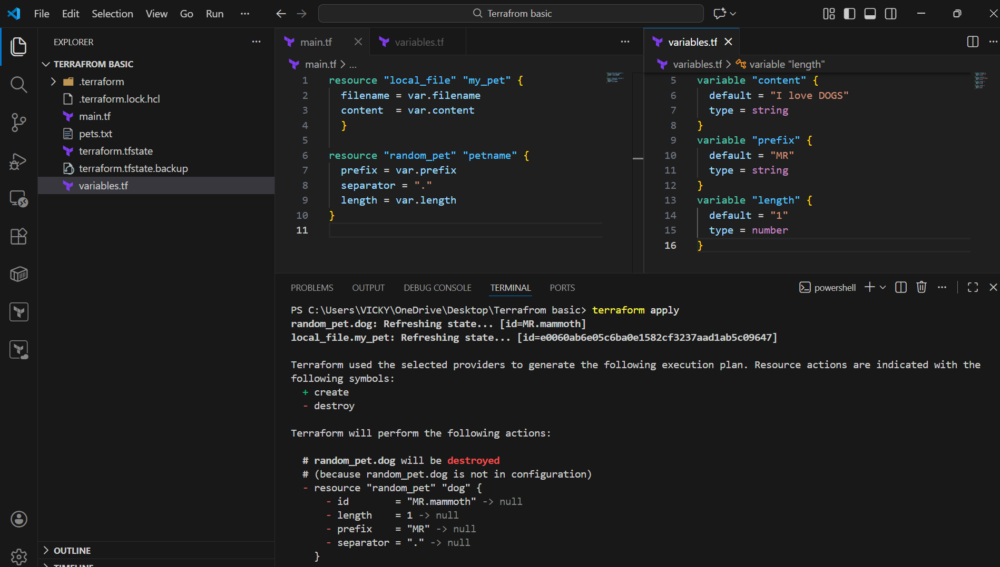 File Edit Selection View Go Run ··· Terrafrom basic
EXPLORER ···
TERRAFROM BASIC
.terraform
.terraform.lock.hcl
main.tf
pets.txt
terraform.tfstate
terraform.tfstate.backup
variables.tf
OUTLINE
TIMELINE
main.tf variables.tf ···
main.tf > ...
1 resource "local_file" "my_pet" {
2 filename = var.filename
3 content  = var.content
4 }
5
6 resource "random_pet" "petname" {
7 prefix = var.prefix
8 separator = "."
9 length = var.length
10 }
11
variables.tf ···
variables.tf > variable "length"
5 variable "content" {
6 default = "I love DOGS"
7 type = string
8 }
9 variable "prefix" {
10 default = "MR"
11 type = string
12 }
13 variable "length" {
14 default = "1"
15 type = number
16 }
PROBLEMS OUTPUT DEBUG CONSOLE TERMINAL PORTS powershell ···
PS C:\Users\VICKY\OneDrive\Desktop\Terrafrom basic> terraform apply
random_pet.dog: Refreshing state... [id=MR.mammoth]
local_file.my_pet: Refreshing state... [id=e0060ab6e05c6ba0e1582cf3237aad1ab5c09647]
Terraform used the selected providers to generate the following execution plan. Resource actions are indicated with the
following symbols:
+ create
- destroy
Terraform will perform the following actions:
# random_pet.dog will be destroyed
# (because random_pet.dog is not in configuration)
- resource "random_pet" "dog" {
- id        = "MR.mammoth" -> null
- length    = 1 -> null
- prefix    = "MR" -> null
- separator = "." -> null
}